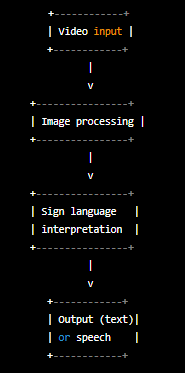 +------------+
| Video input |
+------------+
|
v
+---------------+
| Image processing |
+---------------+
|
v
+---------------+
| Sign language   |
| interpretation  |
+---------------+
|
v
+------------+
| Output (text)|
| or speech    |
+------------+